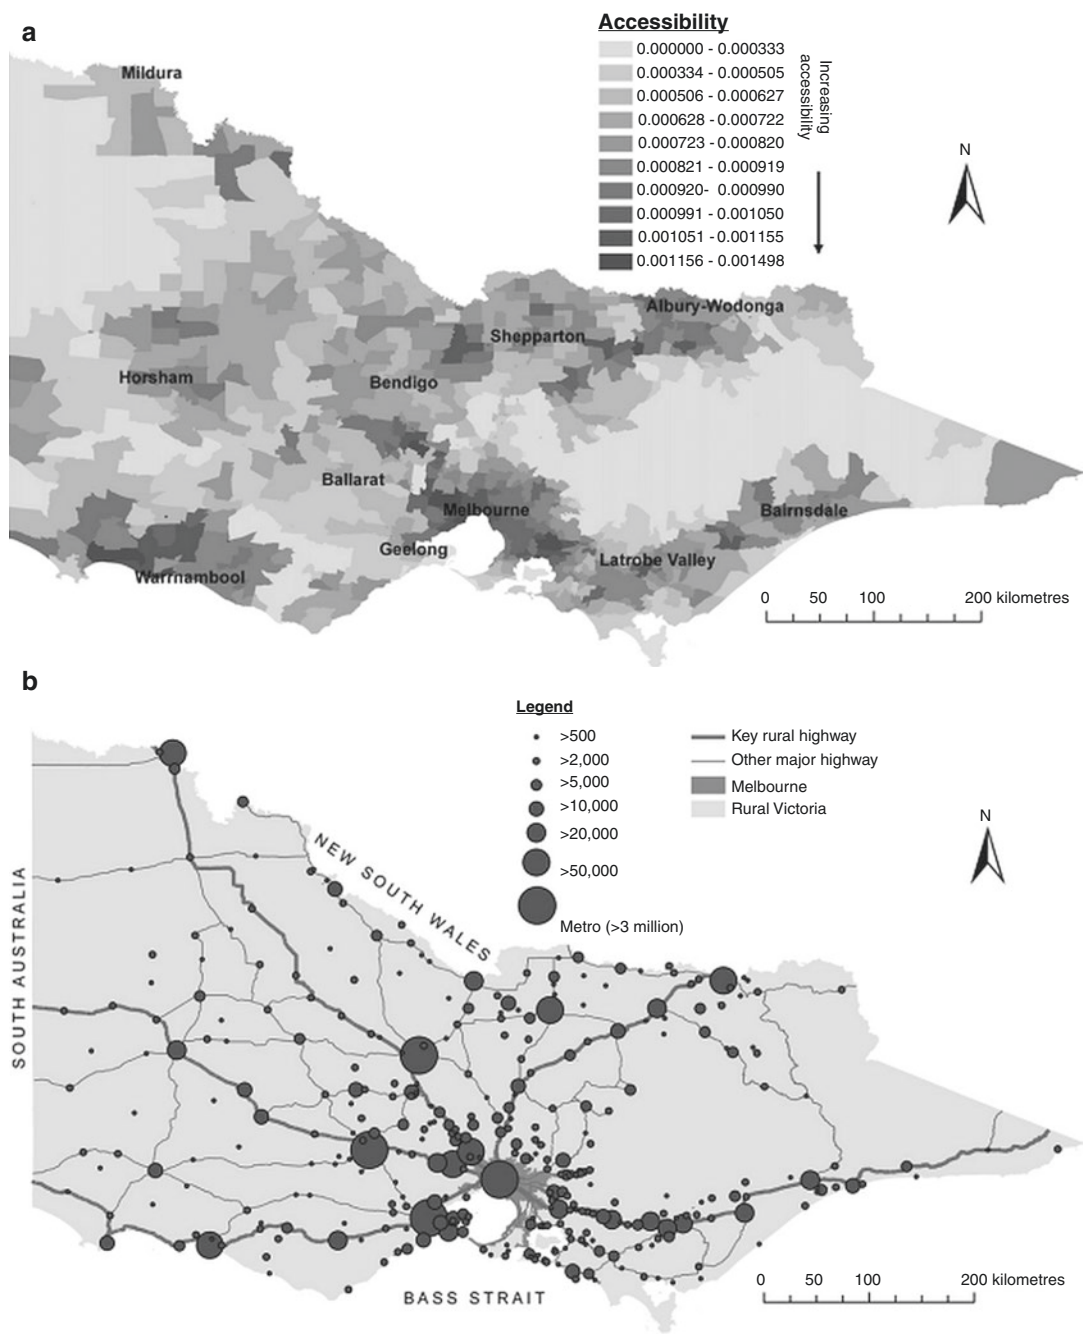 a
Accessibility
0.000000 - 0.000333
0.000334 - 0.000505
0.000506 - 0.000627
0.000628 - 0.000722
0.000723 - 0.000820
0.000821 - 0.000919
0.000920- 0.000990
0.000991 - 0.001050
0.001051 - 0.001155
0.001156 - 0.001498
Increasing
accessibility
N
Mildura
Albury-Wodonga
Shepparton
Horsham
Bendigo
Ballarat
Melbourne
Bairnsdale
Geelong
Latrobe Valley
Warrnambool
0 50 100 200 kilometres
b
Legend
>500
>2,000
>5,000
>10,000
>20,000
>50,000
Metro (>3 million)
Key rural highway
Other major highway
Melbourne
Rural Victoria
N
NEW SOUTH WALES
SOUTH AUSTRALIA
BASS STRAIT
0 50 100 200 kilometres